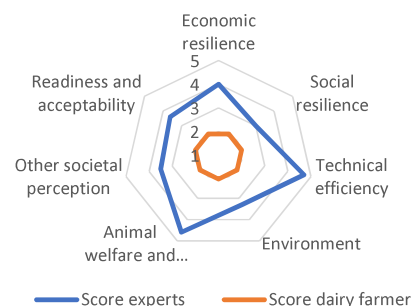 Economic
resilience
5
4
3
2
1
Readiness and
acceptability
Social
resilience
Other societal
perception
Technical
efficiency
Animal
welfare and...
Environment
Score experts
Score dairy farmer